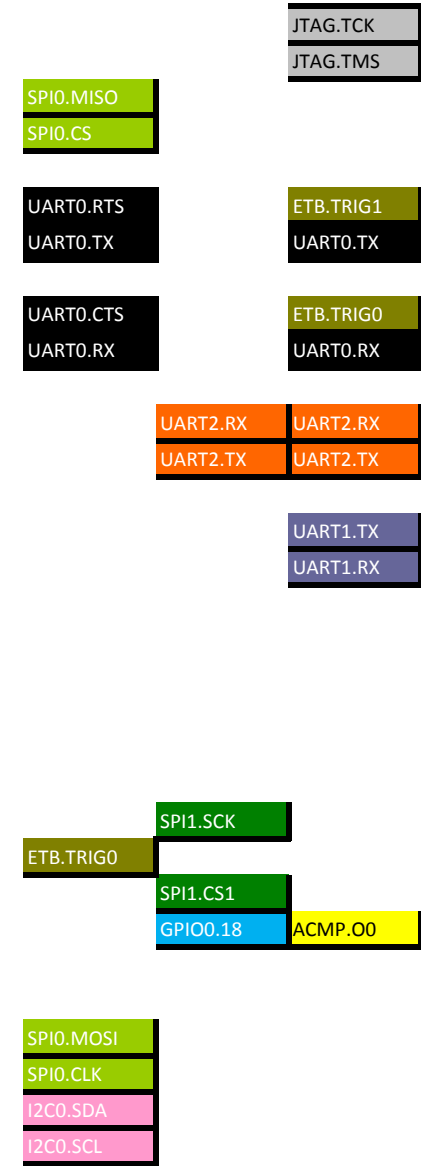 JTAG.TCK
JTAG.TMS
SPI0.MISO
SPI0.CS
UART0.RTS ETB.TRIG1
UART0.TX UART0.TX
UART0.CTS ETB.TRIG0
UART0.RX UART0.RX
UART2.RX UART2.RX
UART2.TX UART2.TX
UART1.TX
UART1.RX
SPI1.SCK
ETB.TRIG0
SPI1.CS1
GPIO0.18 ACMP.O0
SPI0.MOSI
SPI0.CLK
I2C0.SDA
I2C0.SCL